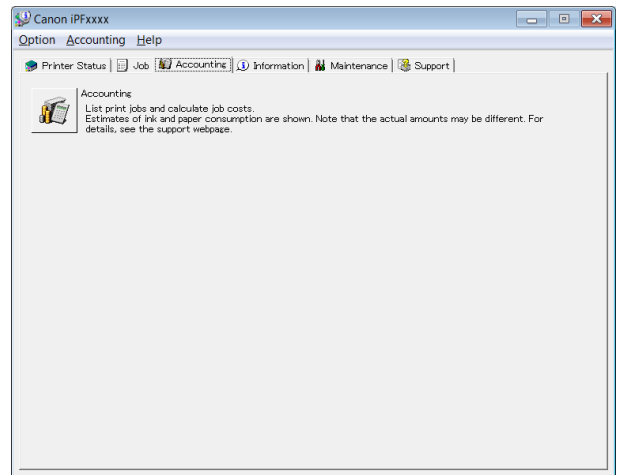 Canon iPFxxxx
Option Accounting Help
Printer Status Job Accounting Information Maintenance Support
Accounting
List print jobs and calculate job costs.
Estimates of ink and paper consumption are shown. Note that the actual amounts may be different. For
details, see the support webpage.